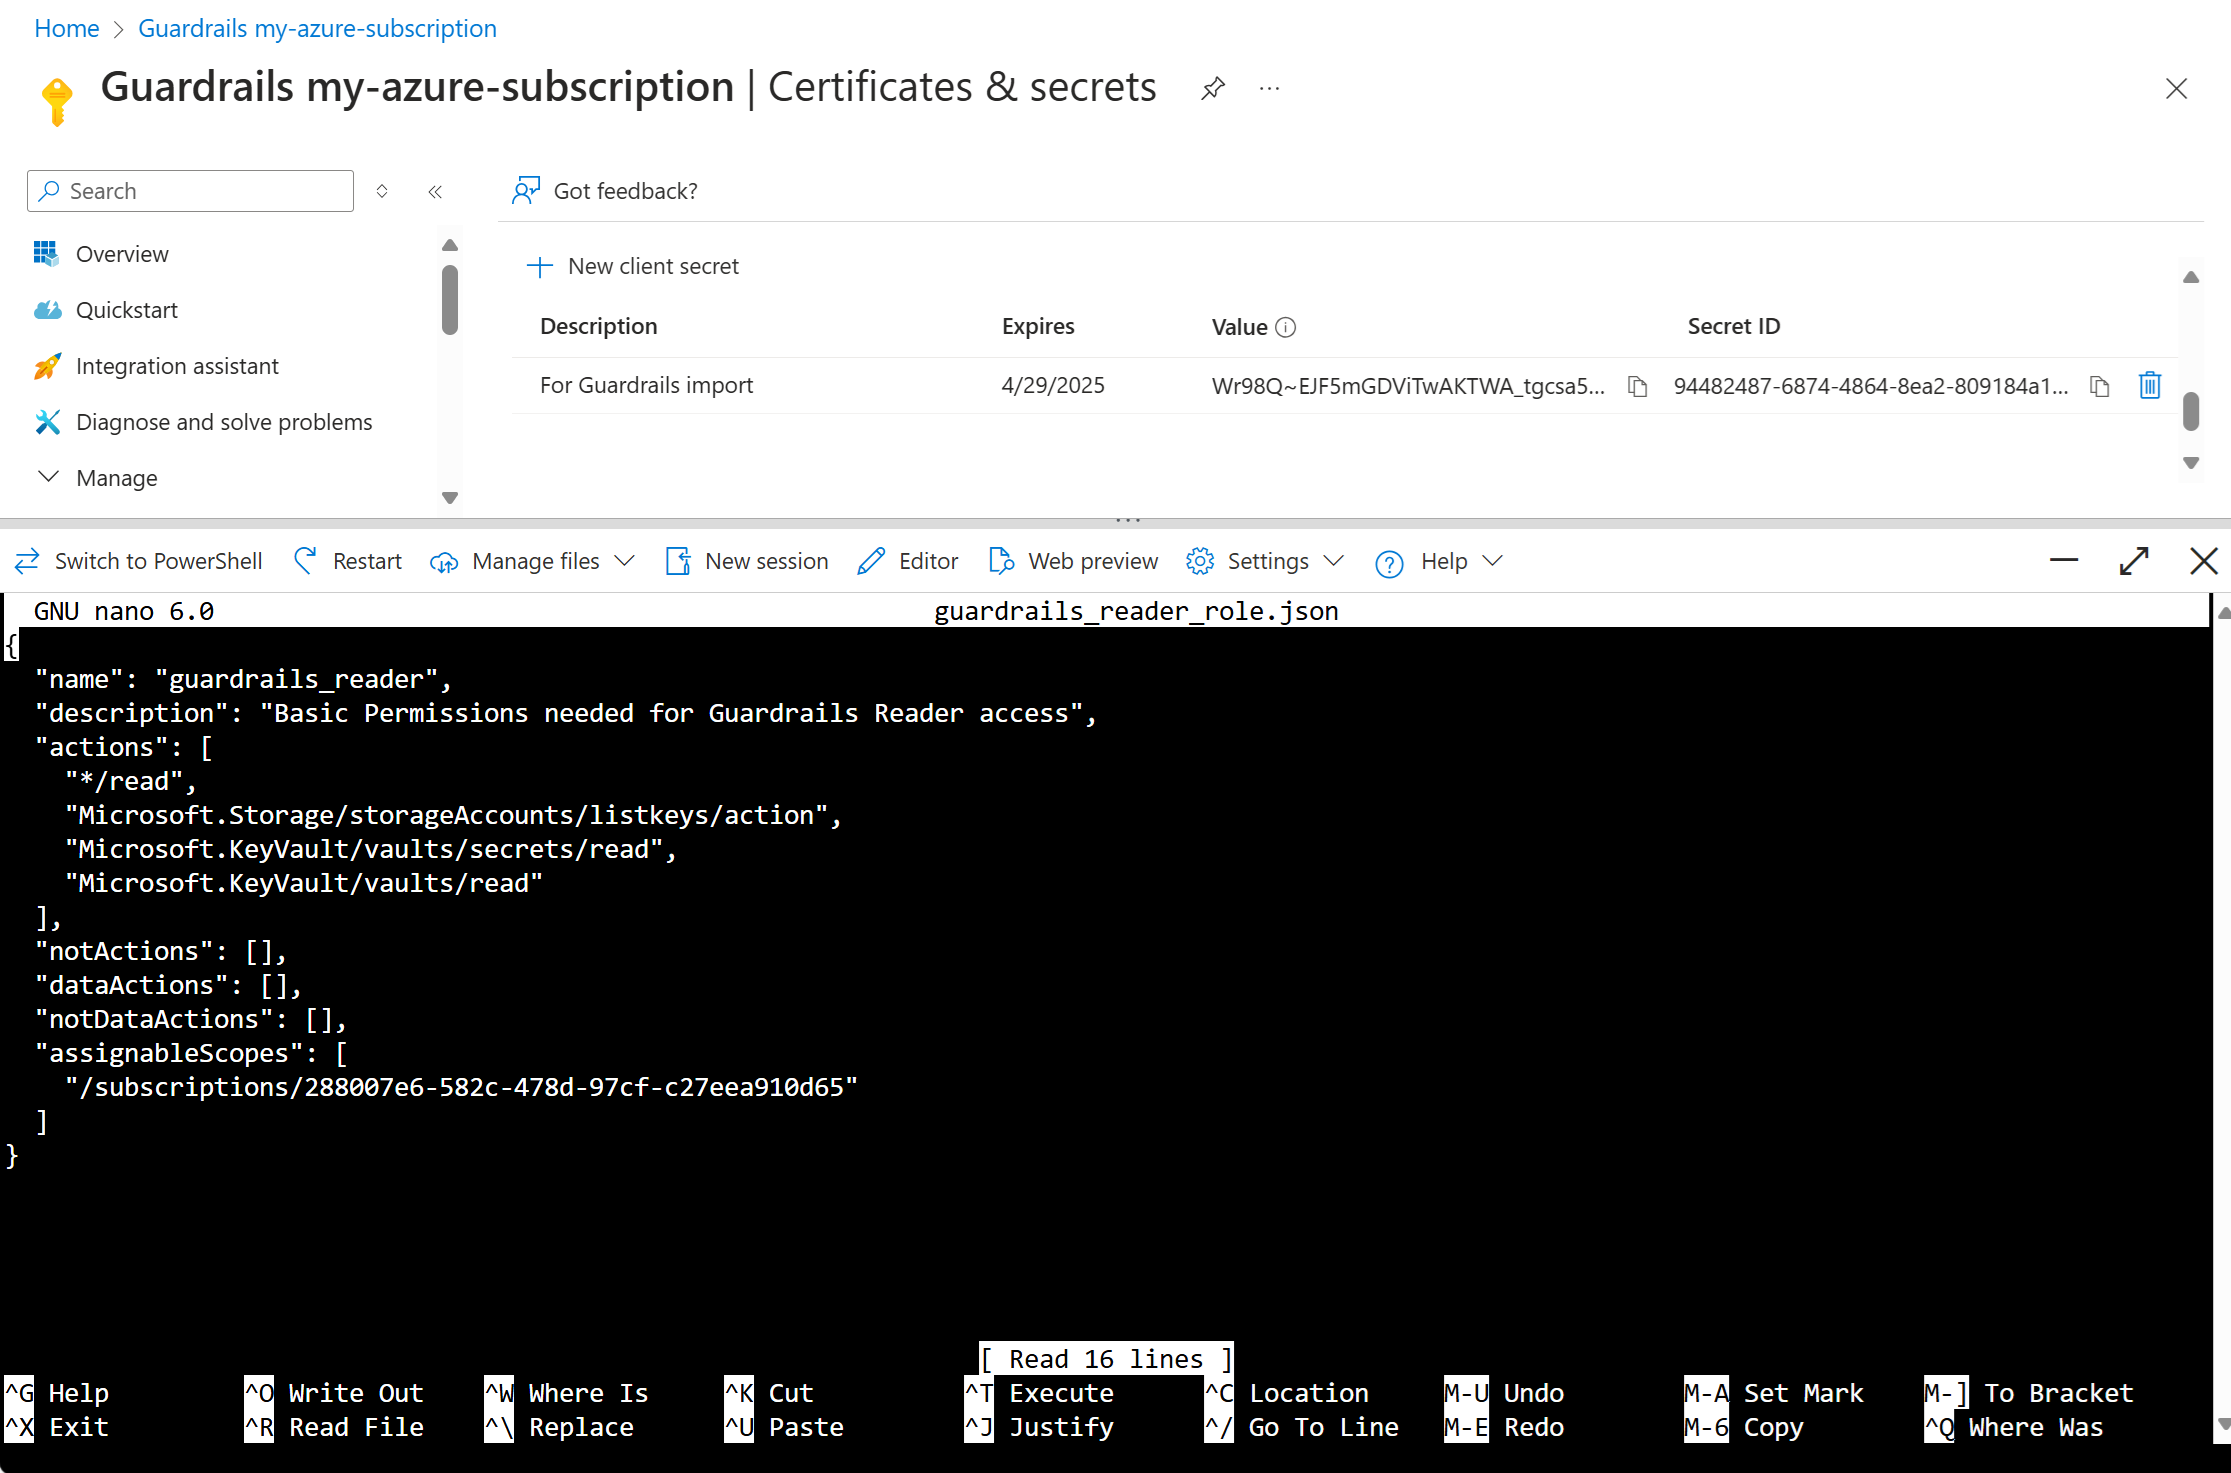 Home > Guardrails my-azure-subscription
Guardrails my-azure-subscription | Certificates & secrets
Search
Got feedback?
Overview
Quickstart
Integration assistant
Diagnose and solve problems
Manage
New client secret
Description Expires Value Secret ID
For Guardrails import 4/29/2025 Wr98Q~EJF5mGDViTwAKTWA_tgcsa5... 94482487-6874-4864-8ea2-809184a1...
Switch to PowerShell Restart Manage files New session Editor Web preview Settings Help
GNU nano 6.0 guardrails_reader_role.json
{
  "name": "guardrails_reader",
  "description": "Basic Permissions needed for Guardrails Reader access",
  "actions": [
    "*/read",
    "Microsoft.Storage/storageAccounts/listkeys/action",
    "Microsoft.KeyVault/vaults/secrets/read",
    "Microsoft.KeyVault/vaults/read"
  ],
  "notActions": [],
  "dataActions": [],
  "notDataActions": [],
  "assignableScopes": [
    "/subscriptions/288007e6-582c-478d-97cf-c27eea910d65"
  ]
}
[ Read 16 lines ]
^G Help ^O Write Out ^W Where Is ^K Cut ^T Execute ^C Location M-U Undo M-A Set Mark M-] To Bracket
^X Exit ^R Read File ^\ Replace ^U Paste ^J Justify ^/ Go To Line M-E Redo M-6 Copy ^Q Where Was